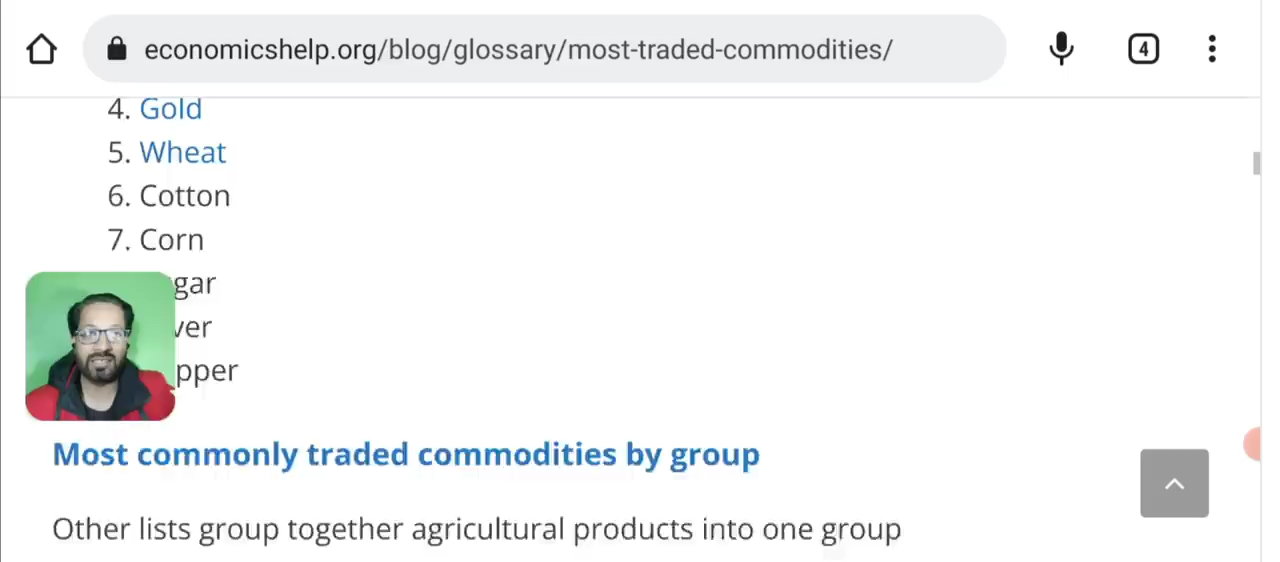 economicshelp.org/blog/glossary/most-traded-commodities/
4
4. Gold
5. Wheat
6. Cotton
7. Corn
gar
ver
pper
Most commonly traded commodities by group
Other lists group together agricultural products into one group